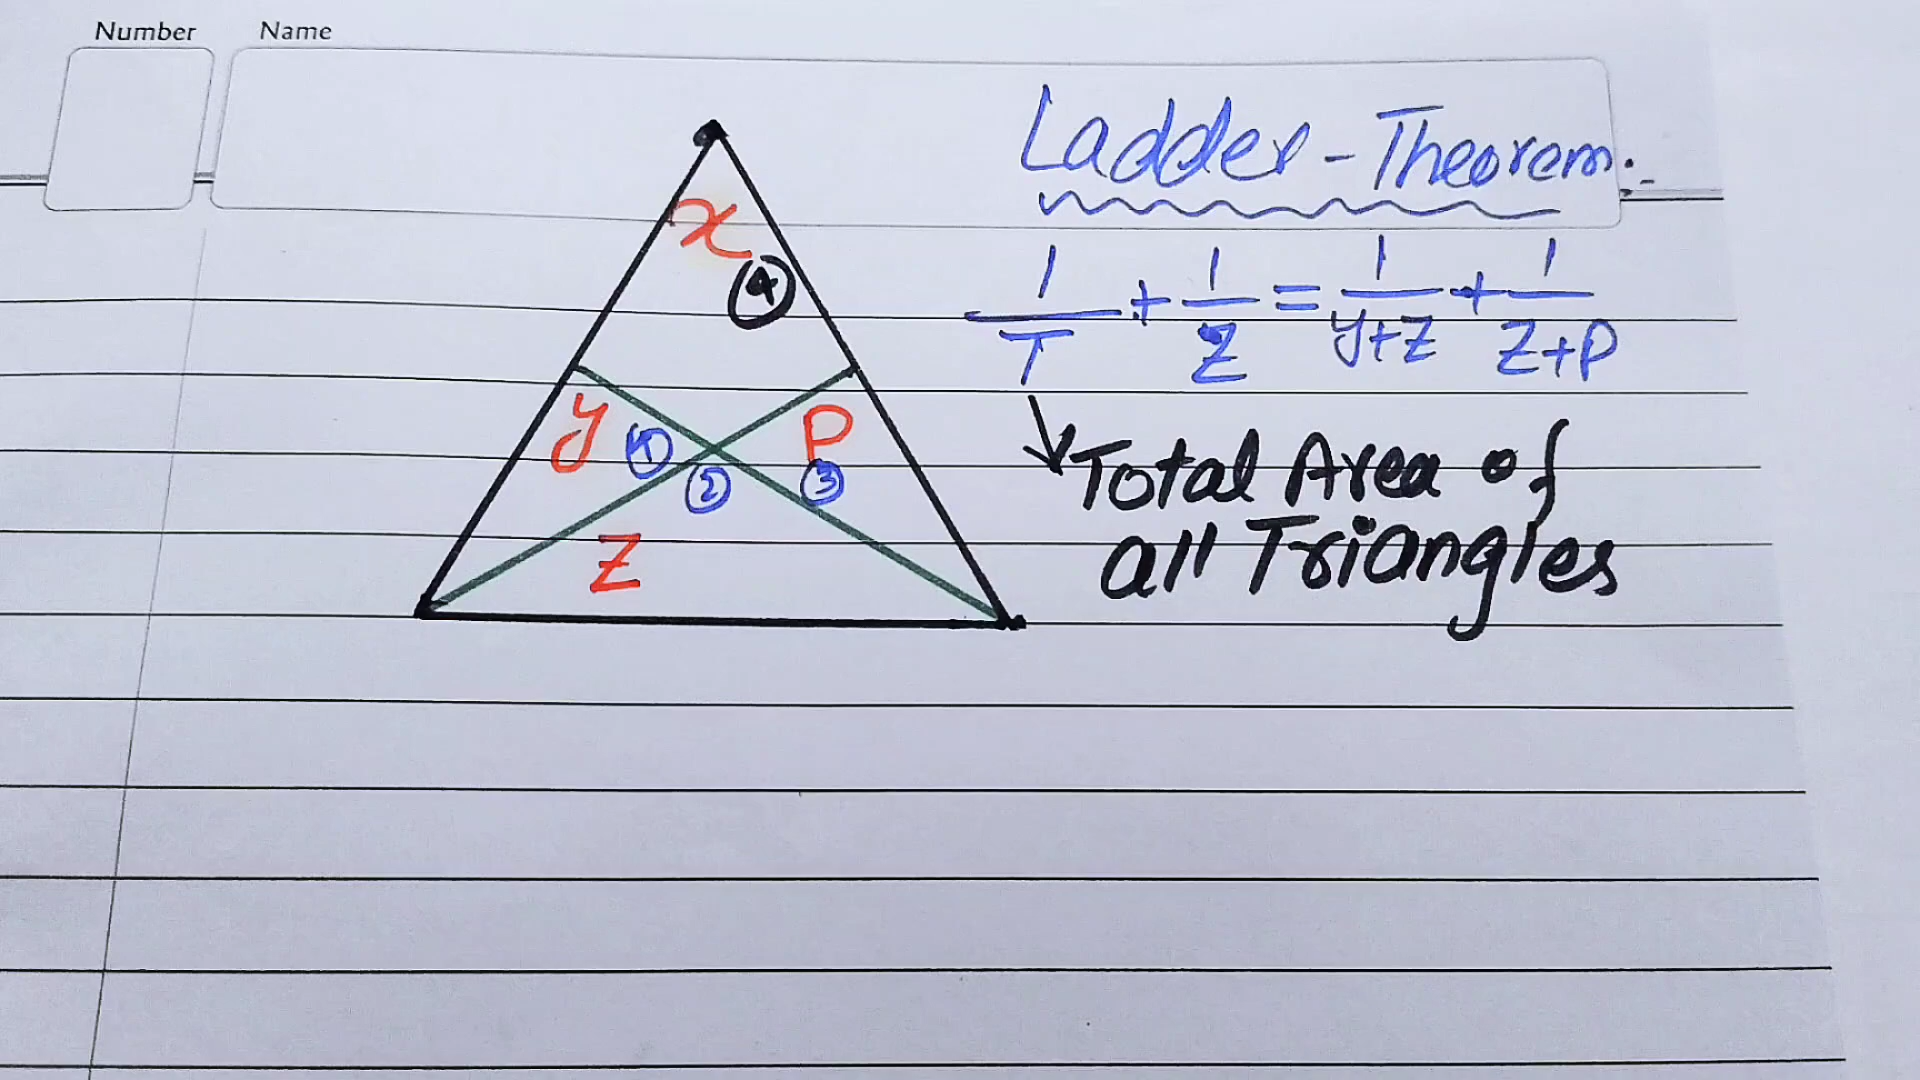 Number Name
Ladder-Theorem:-
x
4
1/T + 1/Z = 1/y+Z + 1/Z+P
y 1 2 P 3
Total Area of
all Triangles
Z